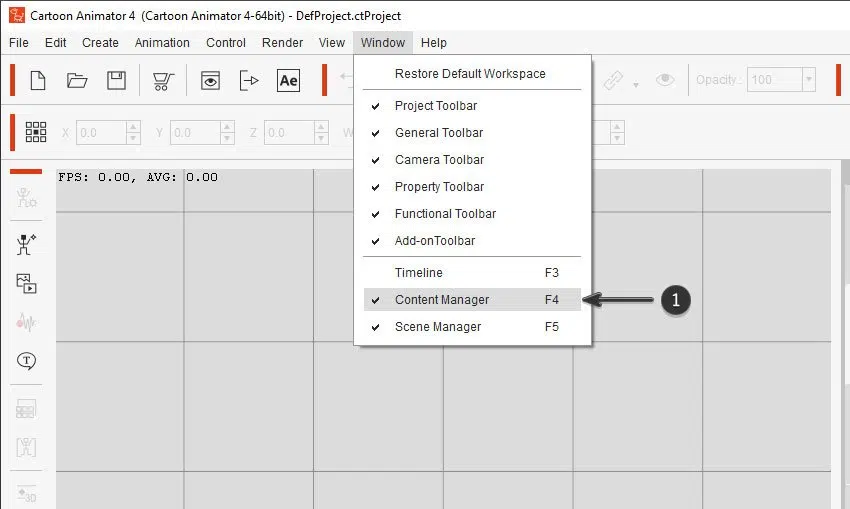 Cartoon Animator 4 (Cartoon Animator 4-64bit) - DefProject.ctProject
File Edit Create Animation Control Render View Window Help
Ae Opacity : 100
X 0.0 Y 0.0 Z 0.0 W
FPS: 0.00, AVG: 0.00
Restore Default Workspace
Project Toolbar
General Toolbar
Camera Toolbar
Property Toolbar
Functional Toolbar
Add-onToolbar
Timeline F3
Content Manager F4
Scene Manager F5
1
T
3D